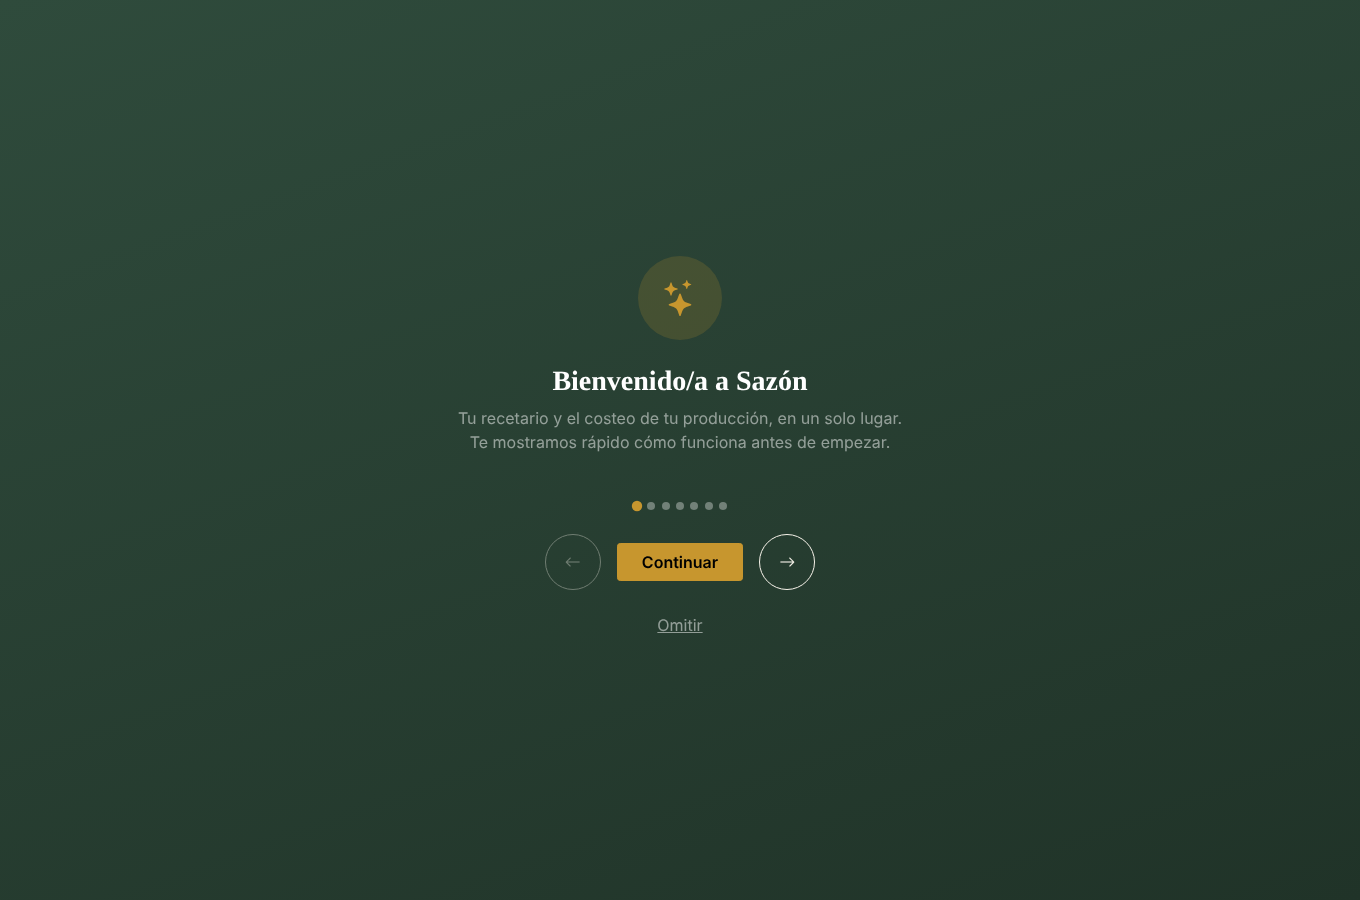 Bienvenido/a a Sazón
Tu recetario y el costeo de tu producción, en un solo lugar.
Te mostramos rápido cómo funciona antes de empezar.
Continuar
Omitir